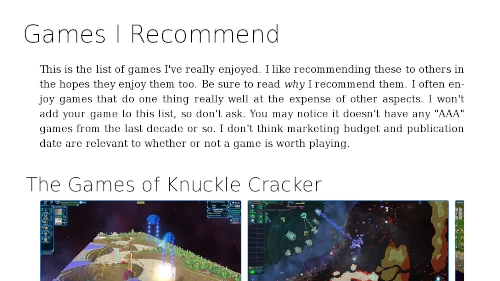 Games I Recommend
This is the list of games I've really enjoyed. I like recommending these to others in
the hopes they enjoy them too. Be sure to read why I recommend them. I often en-
joy games that do one thing really well at the expense of other aspects. I won't
add your game to this list, so don't ask. You may notice it doesn't have any "AAA"
games from the last decade or so. I don't think marketing budget and publication
date are relevant to whether or not a game is worth playing.
The Games of Knuckle Cracker